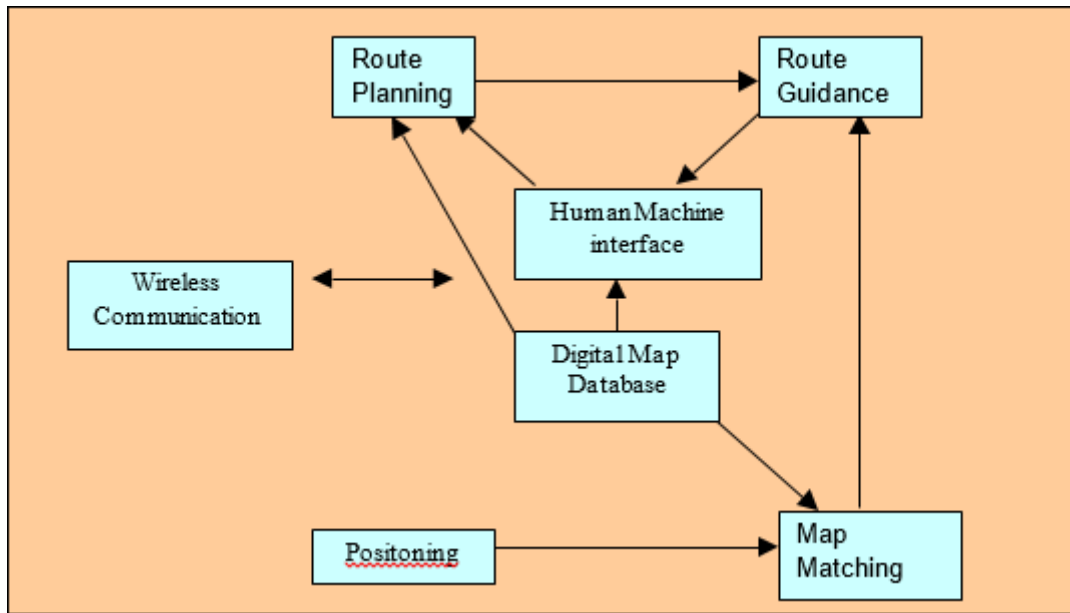 Route
Planning
Route
Guidance
Human Machine
interface
Wireless
Communication
Digital Map
Database
Positoning
Map
Matching